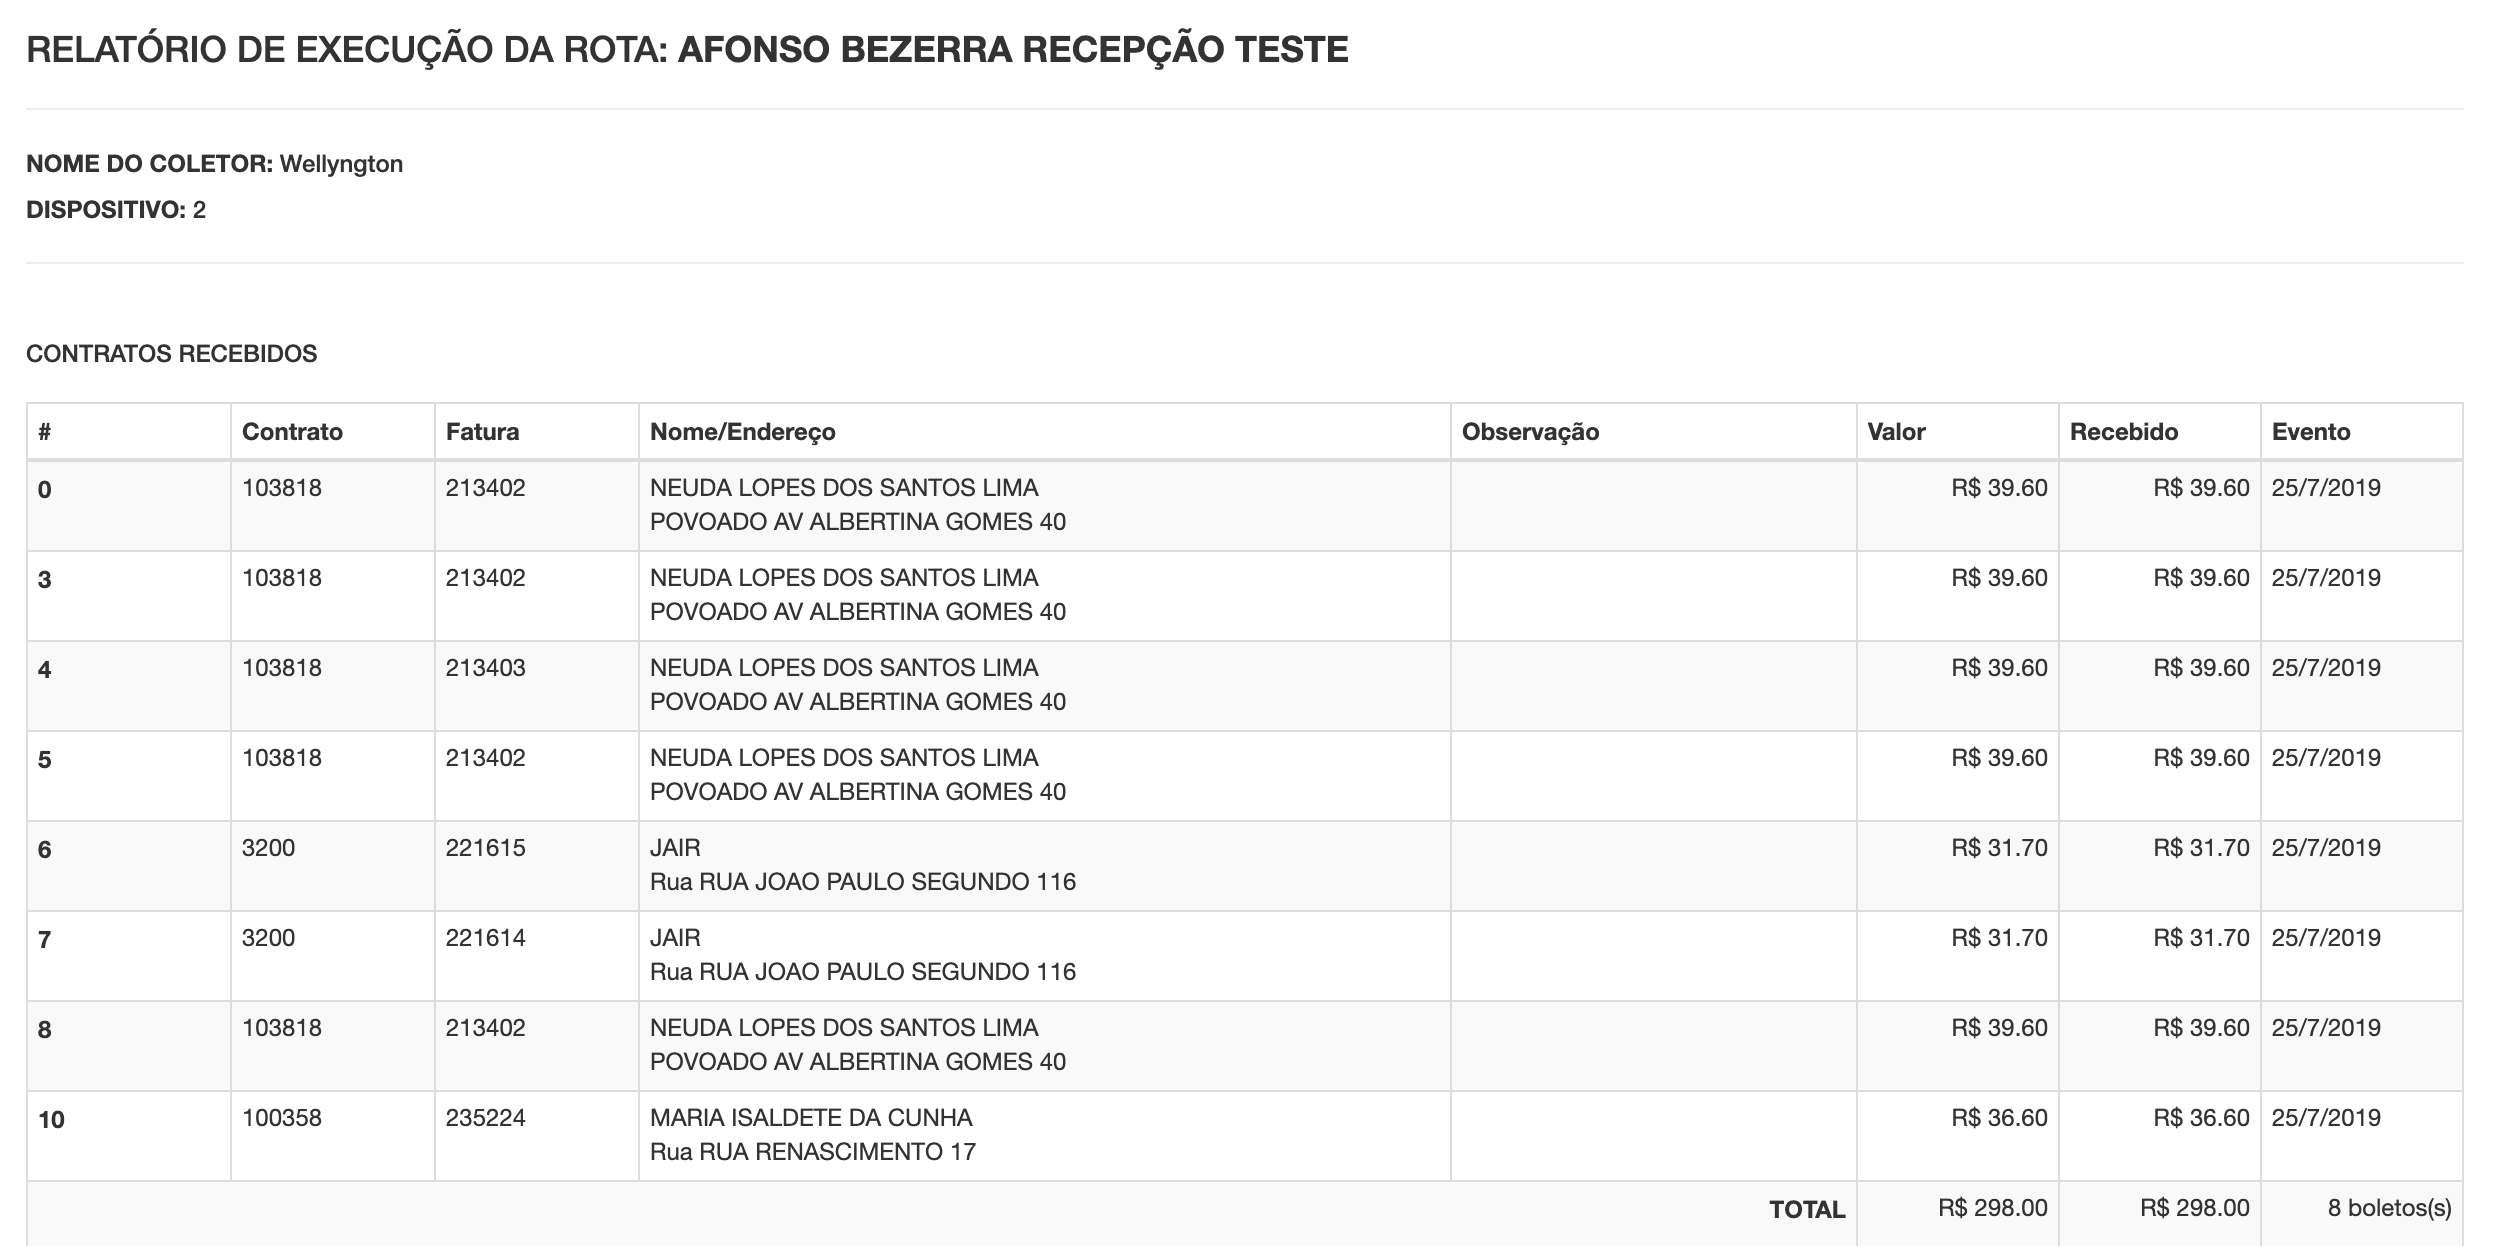 RELATÓRIO DE EXECUÇÃO DA ROTA: AFONSO BEZERRA RECEPÇÃO TESTE
NOME DO COLETOR: Wellyngton
DISPOSITIVO: 2
CONTRATOS RECEBIDOS
# Contrato Fatura Nome/Endereço Observação Valor Recebido Evento
0 103818 213402 NEUDA LOPES DOS SANTOS LIMA R$ 39.60 R$ 39.60 25/7/2019
POVOADO AV ALBERTINA GOMES 40
3 103818 213402 NEUDA LOPES DOS SANTOS LIMA R$ 39.60 R$ 39.60 25/7/2019
POVOADO AV ALBERTINA GOMES 40
4 103818 213403 NEUDA LOPES DOS SANTOS LIMA R$ 39.60 R$ 39.60 25/7/2019
POVOADO AV ALBERTINA GOMES 40
5 103818 213402 NEUDA LOPES DOS SANTOS LIMA R$ 39.60 R$ 39.60 25/7/2019
POVOADO AV ALBERTINA GOMES 40
6 3200 221615 JAIR R$ 31.70 R$ 31.70 25/7/2019
Rua RUA JOAO PAULO SEGUNDO 116
7 3200 221614 JAIR R$ 31.70 R$ 31.70 25/7/2019
Rua RUA JOAO PAULO SEGUNDO 116
8 103818 213402 NEUDA LOPES DOS SANTOS LIMA R$ 39.60 R$ 39.60 25/7/2019
POVOADO AV ALBERTINA GOMES 40
10 100358 235224 MARIA ISALDETE DA CUNHA R$ 36.60 R$ 36.60 25/7/2019
Rua RUA RENASCIMENTO 17
TOTAL R$ 298.00 R$ 298.00 8 boletos(s)